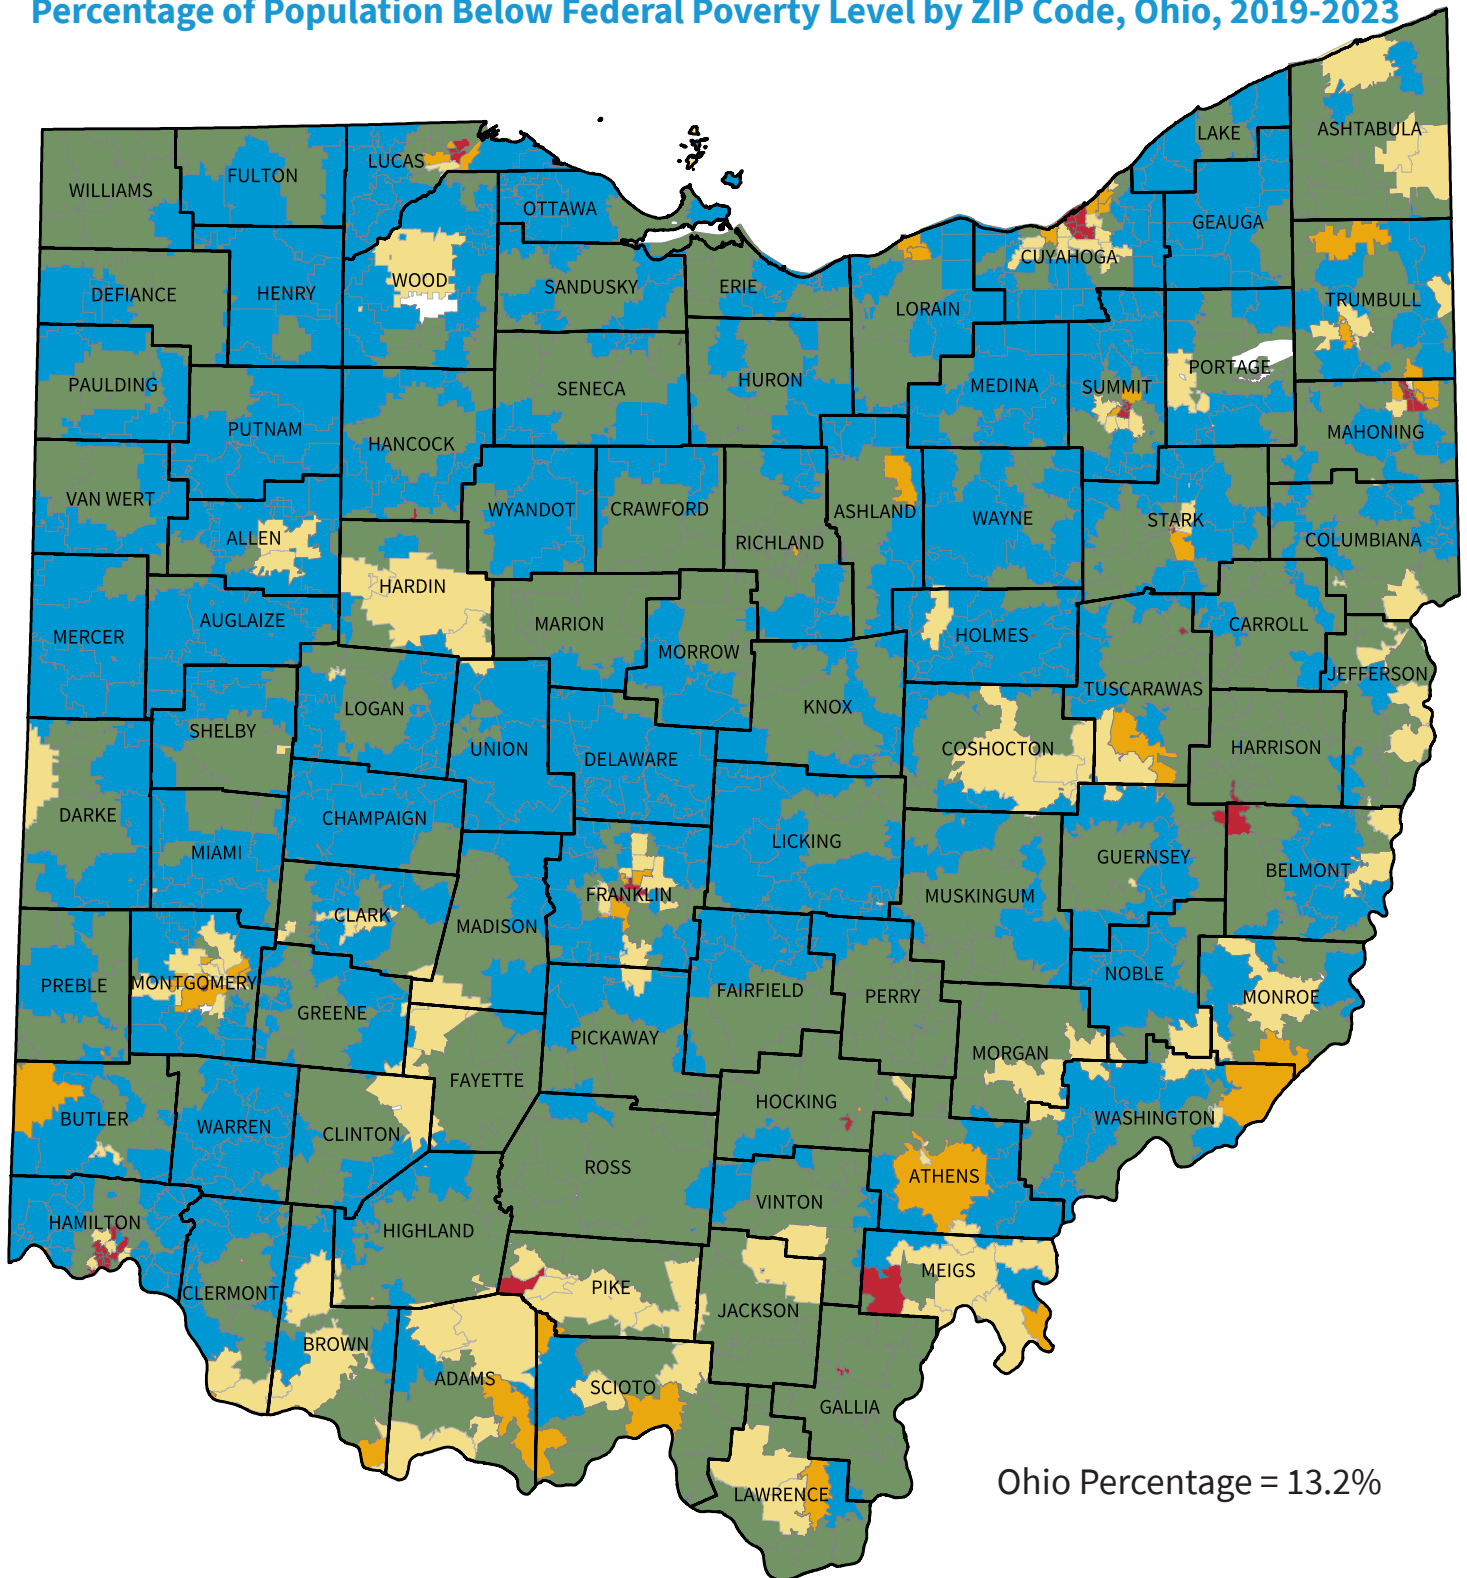 Percentage of Population Below Federal Poverty Level by ZIP Code, Ohio, 2019-2023
LAKE
ASHTABULA
LUCAS
FULTON
WILLIAMS
OTTAWA
GEAUGA
CUYAHOGA
WOOD
SANDUSKY
ERIE
DEFIANCE
HENRY
LORAIN
TRUMBULL
PORTAGE
PAULDING
HURON
SENECA
MEDINA
SUMMIT
PUTNAM
HANCOCK
MAHONING
VAN WERT
WYANDOT
CRAWFORD
ASHLAND
WAYNE
STARK
ALLEN
RICHLAND
COLUMBIANA
HARDIN
AUGLAIZE
MARION
MERCER
HOLMES
CARROLL
MORROW
JEFFERSON
TUSCARAWAS
LOGAN
KNOX
SHELBY
UNION
COSHOCTON
HARRISON
DELAWARE
DARKE
CHAMPAIGN
LICKING
MIAMI
GUERNSEY
BELMONT
FRANKLIN
MUSKINGUM
CLARK
MADISON
NOBLE
MONTGOMERY
PREBLE
FAIRFIELD
PERRY
MONROE
GREENE
PICKAWAY
MORGAN
FAYETTE
HOCKING
BUTLER
WARREN
CLINTON
WASHINGTON
ROSS
ATHENS
VINTON
HAMILTON
HIGHLAND
MEIGS
CLERMONT
PIKE
JACKSON
BROWN
ADAMS
SCIOTO
GALLIA
Ohio Percentage = 13.2%
LAWRENCE